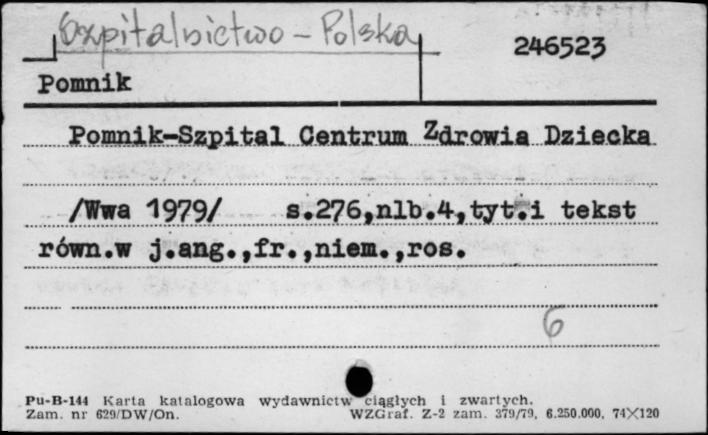 Szpitalnictwo - Polska
246523
Pomnik
Pomnik-Szpital Centrum Zdrowia Dziecka
/Wwa 1979/ s.276,nlb.4,tyt.i tekst
równ.w j.ang.,fr.,niem.,ros.
6
Pu-B-144 Karta katalogowa wydawnictw ciągłych i zwartych.
Zam. nr 629/DW/On. WZGraf. Z-2 zam. 379/79, 6.250.000, 74×120